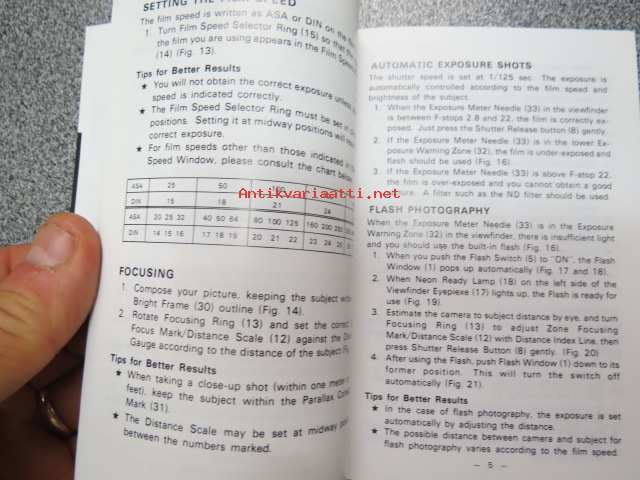 SETTING THE FILM SPEED
The film speed is written as ASA or DIN on the
1. Turn Film Speed Selector Ring (15) so that
the film you are using appears in the Film Speed
(14) (Fig. 13).
Tips for Better Results
★ You will not obtain the correct exposure unless
speed is indicated correctly.
★ The Film Speed Selector Ring must be set in
positions. Setting it at midway positions will
correct exposure.
★ For film speeds other than those indicated in
Speed Window, please consult the chart below.
ASA 25 50 100
DIN 15 18 21 24
ASA 20 25 32 40 50 64 80 100 125 160 200 250
DIN 14 15 16 17 18 19 20 21 22 23 24 25
FOCUSING
1. Compose your picture, keeping the subject
Bright Frame (30) outline (Fig. 14).
2. Rotate Focusing Ring (13) and set the correct
Focus Mark/Distance Scale (12) against the
Gauge according to the distance of the subject
Tips for Better Results
★ When taking a close-up shot (within one meter
feet), keep the subject within the Parallax
Mark (31).
★ The Distance Scale may be set at midway
between the numbers marked.
AUTOMATIC EXPOSURE SHOTS
The shutter speed is set at 1/125 sec. The exposure is
automatically controlled according to the film speed and
brightness of the subject.
1. When the Exposure Meter Needle (33) in the viewfinder
is between F-stops 2.8 and 22, the film is correctly ex-
posed. Just press the Shutter Release button (8) gently.
2. If the Exposure Meter Needle (33) is in the lower Ex-
posure Warning Zone (32), the film is under-exposed and
flash should be used (Fig. 16).
3. If the Exposure Meter Needle (33) is above F-stop 22,
the film is over-exposed and you cannot obtain a good
picture. A filter such as the ND filter should be used.
FLASH PHOTOGRAPHY
When the Exposure Meter Needle (33) is in the Exposure
Warning Zone (32) in the viewfinder, there is insufficient light
and you should use the built-in flash (Fig. 16).
1. When you push the Flash Switch (5) to "ON", the Flash
Window (1) pops up automatically (Fig. 17 and 18).
2. When Neon Ready Lamp (18) on the left side of the
Viewfinder Eyepiexe (17) lights up, the Flash is ready for
use (Fig. 19).
3. Estimate the camera to subject distance by eye, and turn
Focusing Ring (13) to adjust Zone Focusing
Mark/Distance Scale (12) with Distance Index Line, then
press Shutter Release Button (8) gently. (Fig. 20)
4. After using the Flash, push Flash Window (1) down to its
former position. This will turn the switch off
automatically (Fig. 21).
Tips for Better Results
★ In the case of flash photography, the exposure is set
automatically by adjusting the distance.
★ The possible distance between camera and subject for
flash photography varies according to the film speed.
— 5 —
Antikvariaatti.net